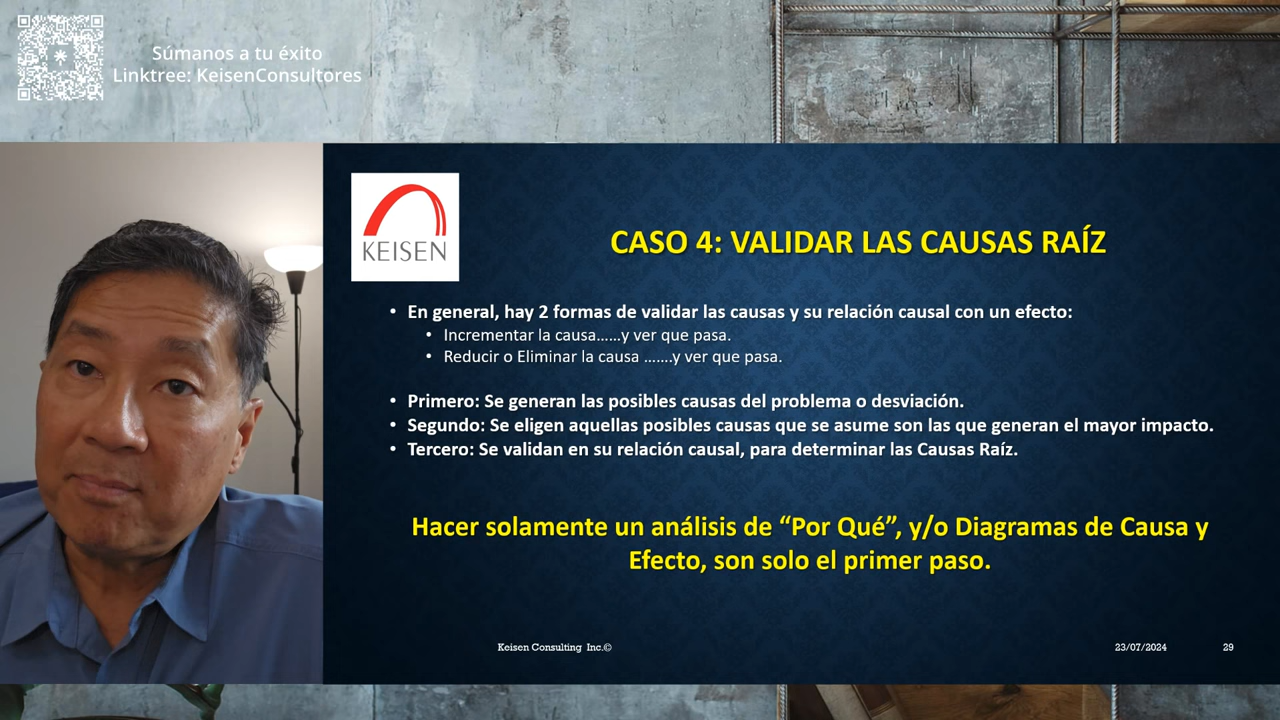 Súmanos a tu éxito
Linktree: KeisenConsultores
KEISEN
CASO 4: VALIDAR LAS CAUSAS RAÍZ
• En general, hay 2 formas de validar las causas y su relación causal con un efecto:
• Incrementar la causa……y ver que pasa.
• Reducir o Eliminar la causa …….y ver que pasa.
• Primero: Se generan las posibles causas del problema o desviación.
• Segundo: Se eligen aquellas posibles causas que se asume son las que generan el mayor impacto.
• Tercero: Se validan en su relación causal, para determinar las Causas Raíz.
Hacer solamente un análisis de “Por Qué”, y/o Diagramas de Causa y
Efecto, son solo el primer paso.
Keisen Consulting Inc.©
23/07/2024
29